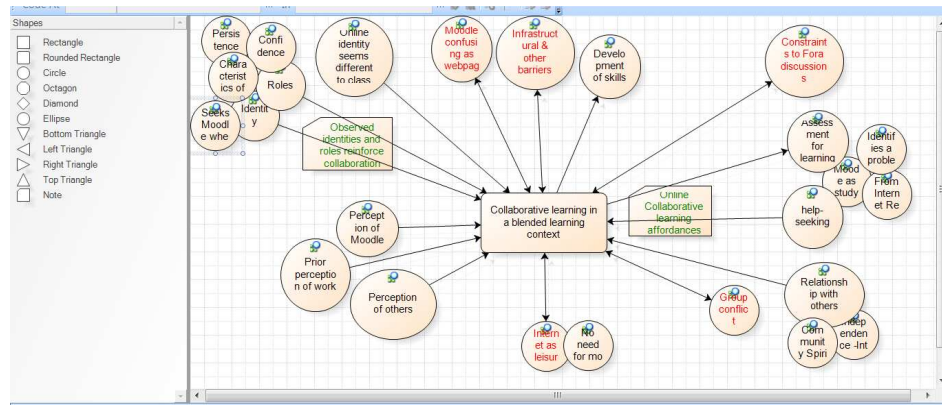 Shapes
Rectangle
Rounded Rectangle
Circle
Octagon
Diamond
Ellipse
Bottom Triangle
Left Triangle
Right Triangle
Top Triangle
Note
Persis
tence
Confi
dence
Chara
cterist
ics of
Roles
Seeks
Moodle
whe
Identit
y
Online
identity
seems
different
to class
Moodle
confusi
ng as
webpag
Infrastruct
ural &
other
barriers
Develo
pment
of skills
Constraint
s to Fora
discussion
s
Observed
identities and
roles reinforce
collaboration
Assess
ment
for
learning
Identif
ies a
proble
Mood
e as
study
From
Intern
et Re
help-
seeking
Online
Collaborative
learning
affordances
Collaborative learning in
a blended learning
context
Percept
ion of
Moodle
Prior
perceptio
n of work
Perception
of others
Intern
et as
leisur
No
need
for mo
Group
conflic
t
Relationsh
ip with
others
Com
munit
y Spiri
ndep
enden
ce -Int